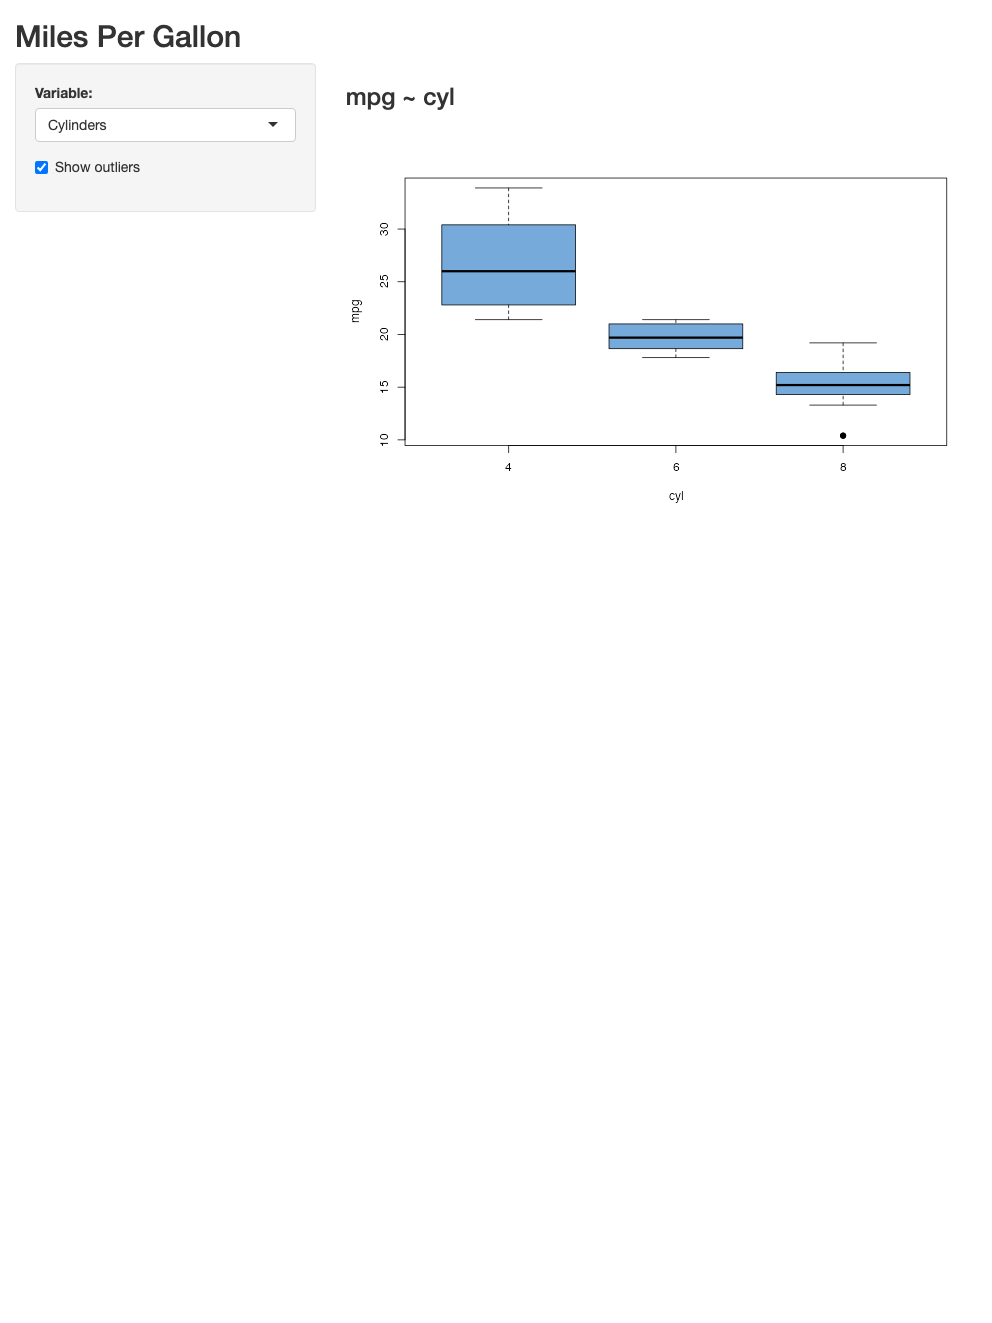 Miles Per Gallon
Variable:
Cylinders
Show outliers
mpg ~ cyl
30
25
20
15
10
mpg
4 6 8
cyl